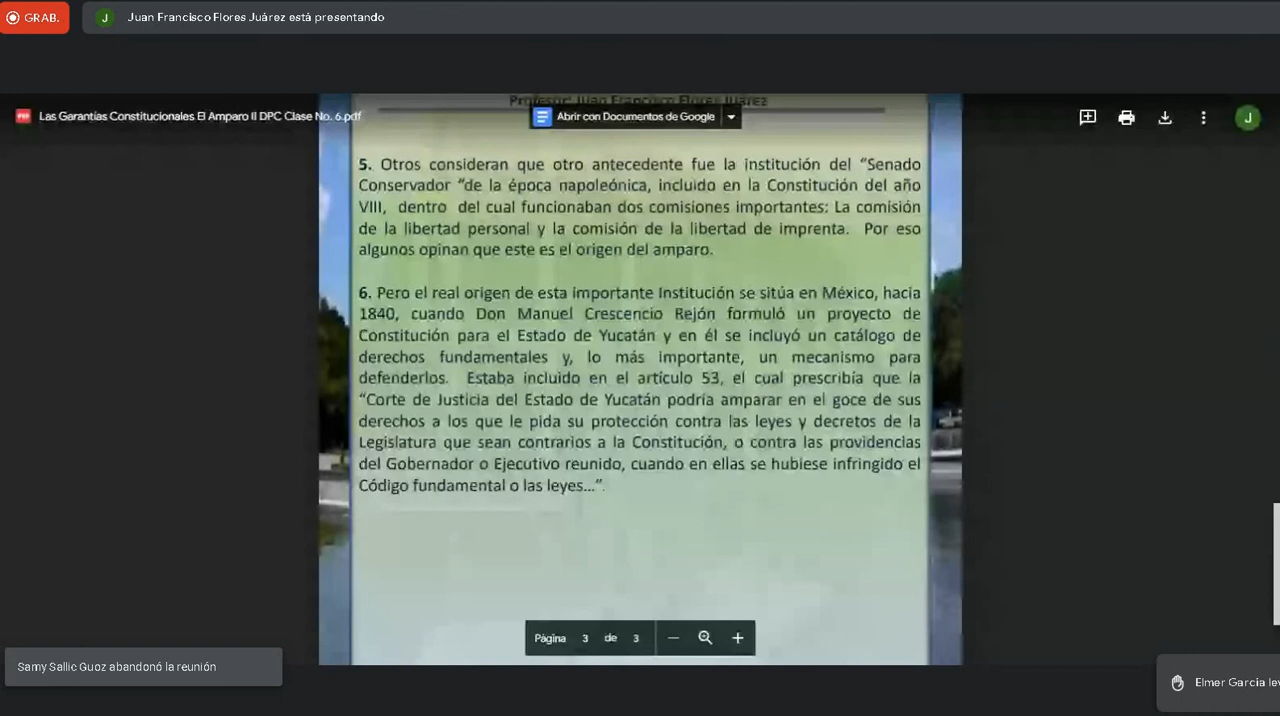 GRAB.
J
Juan Francisco Flores Juárez está presentando
Profesor: Juan Francisco Flores Juárez
Las Garantías Constitucionales El Amparo II DPC Clase No. 6.pdf
Abrir con Documentos de Google
J
5. Otros consideran que otro antecedente fue la institución del “Senado
Conservador “de la época napoleónica, incluido en la Constitución del año
VIII, dentro del cual funcionaban dos comisiones importantes: La comisión
de la libertad personal y la comisión de la libertad de imprenta. Por eso
algunos opinan que este es el origen del amparo.
6. Pero el real origen de esta importante Institución se sitúa en México, hacia
1840, cuando Don Manuel Crescencio Rejón formuló un proyecto de
Constitución para el Estado de Yucatán y en él se incluyó un catálogo de
derechos fundamentales y, lo más importante, un mecanismo para
defenderlos. Estaba incluido en el artículo 53, el cual prescribía que la
“Corte de Justicia del Estado de Yucatán podría amparar en el goce de sus
derechos a los que le pida su protección contra las leyes y decretos de la
Legislatura que sean contrarios a la Constitución, o contra las providencias
del Gobernador o Ejecutivo reunido, cuando en ellas se hubiese infringido el
Código fundamental o las leyes...”.
Página 3 de 3
Samy Sallic Guoz abandonó la reunión
Elmer Garcia lev